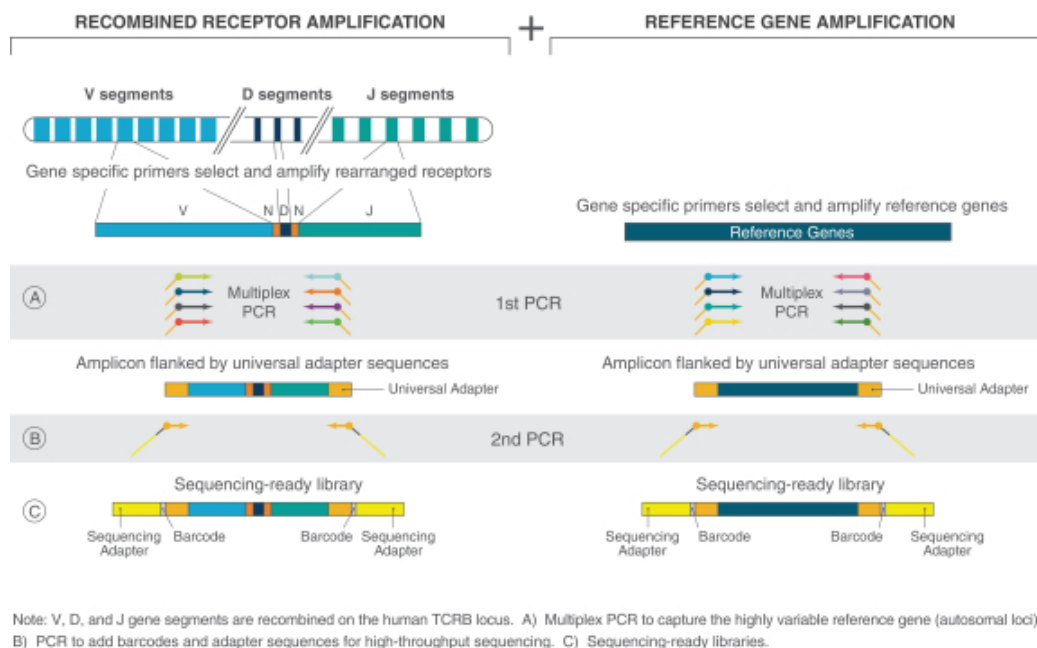 RECOMBINED RECEPTOR AMPLIFICATION
+
REFERENCE GENE AMPLIFICATION
V segments
D segments
J segments
Gene specific primers select and amplify rearranged receptors
V
N
D
N
J
Gene specific primers select and amplify reference genes
Reference Genes
A
Multiplex
PCR
1st PCR
Multiplex
PCR
Amplicon flanked by universal adapter sequences
Universal Adapter
Amplicon flanked by universal adapter sequences
Universal Adapter
B
2nd PCR
C
Sequencing-ready library
Sequencing
Adapter
Barcode
Barcode
Sequencing
Adapter
Sequencing-ready library
Sequencing
Adapter
Barcode
Barcode
Sequencing
Adapter
Note: V, D, and J gene segments are recombined on the human TCRB locus. A) Multiplex PCR to capture the highly variable reference gene (autosomal loci)
B) PCR to add barcodes and adapter sequences for high-throughput sequencing. C) Sequencing-ready libraries.